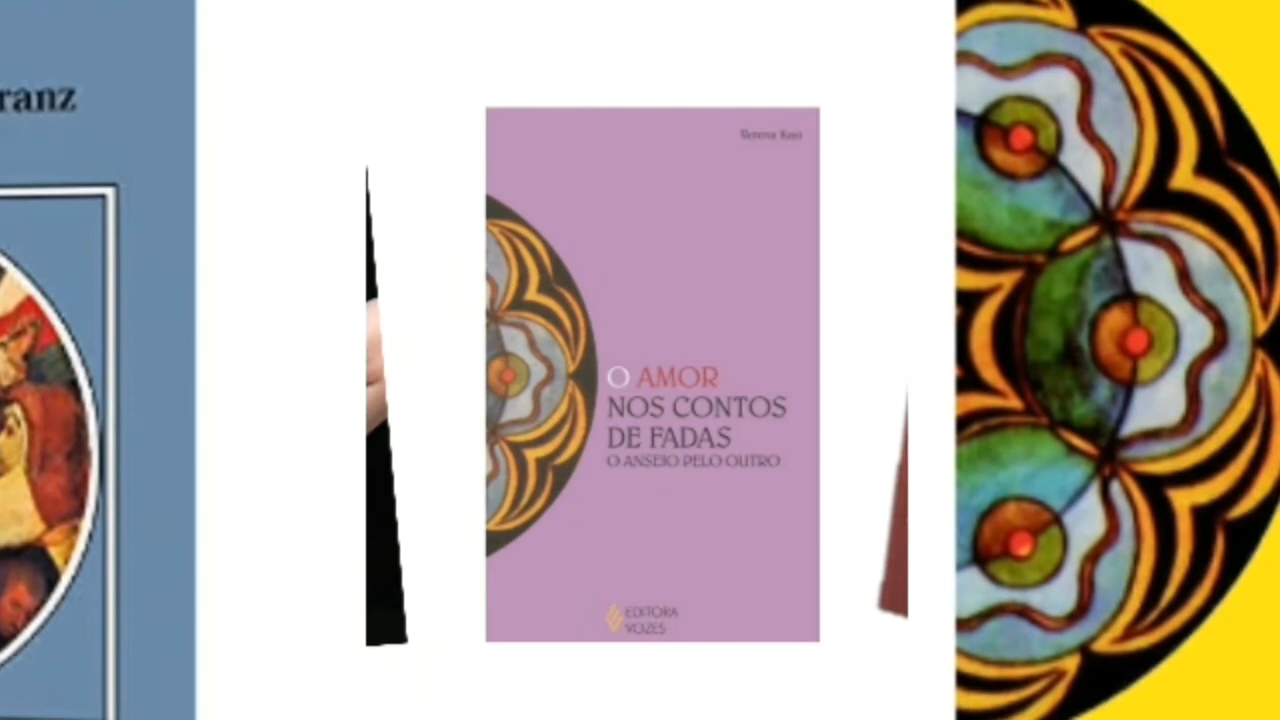 ranz
Verena Kast
O AMOR
NOS CONTOS
DE FADAS
O ANSEIO PELO OUTRO
EDITORA
VOZES